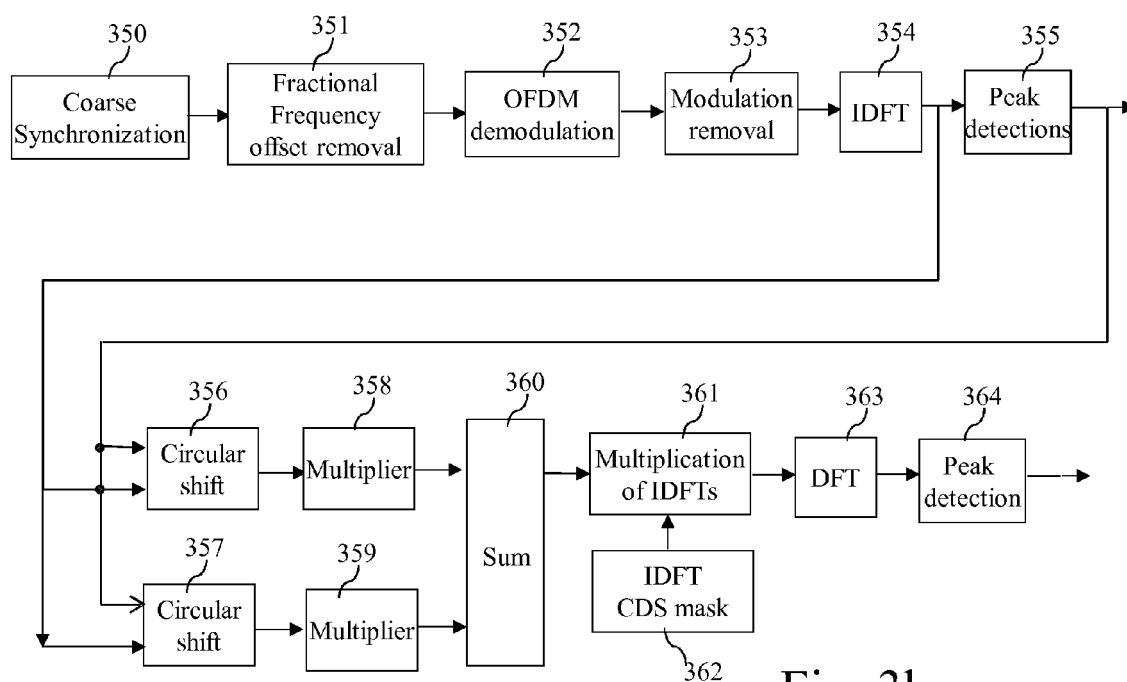 350
351
352
353
354
355
Coarse
Synchronization
Fractional
Frequency
offset removal
OFDM
demodulation
Modulation
removal
IDFT
Peak
detections
356
358
360
361
363
364
Circular
shift
Multiplier
Sum
Multiplication
of IDFTs
DFT
Peak
detection
357
359
Circular
shift
Multiplier
IDFT
CDS mask
362